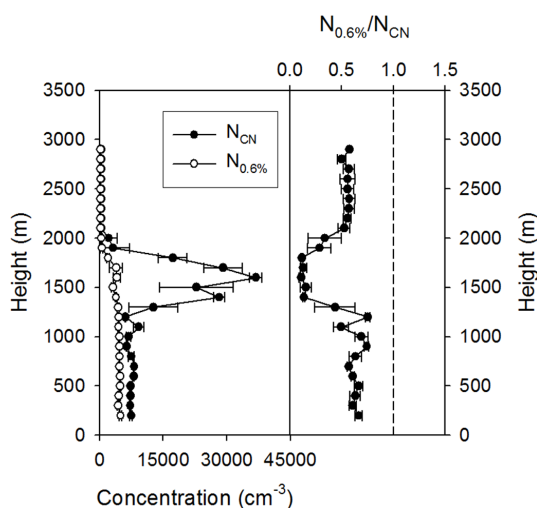 N0.6%/NCN
0.0 0.5 1.0 1.5
3500 3500
3000 3000
2500 2500
2000 2000
1500 1500
1000 1000
500 500
0 0
NCN
N0.6%
Height (m)
Height (m)
0 15000 30000 45000
Concentration (cm-3)